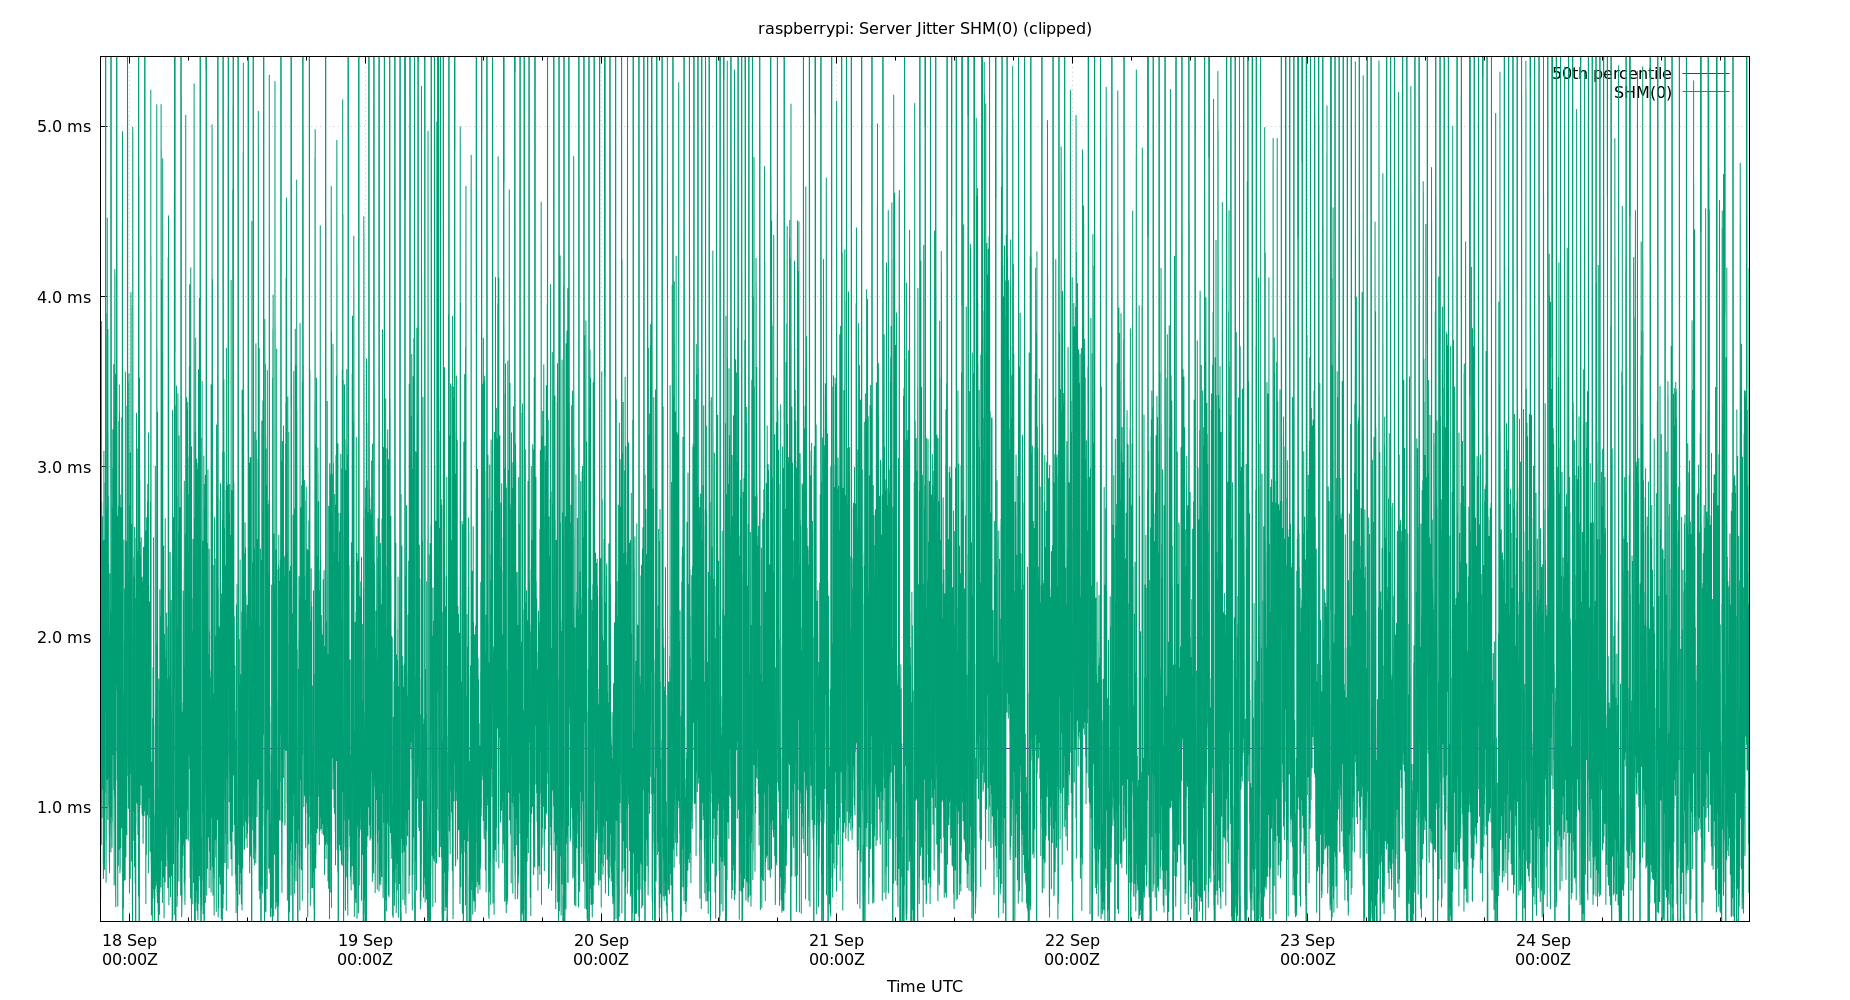 raspberrypi: Server Jitter SHM(0) (clipped)
50th percentile
SHM(0)
5.0 ms
4.0 ms
3.0 ms
2.0 ms
1.0 ms
18 Sep 19 Sep 20 Sep 21 Sep 22 Sep 23 Sep 24 Sep
00:00Z 00:00Z 00:00Z 00:00Z 00:00Z 00:00Z 00:00Z
Time UTC